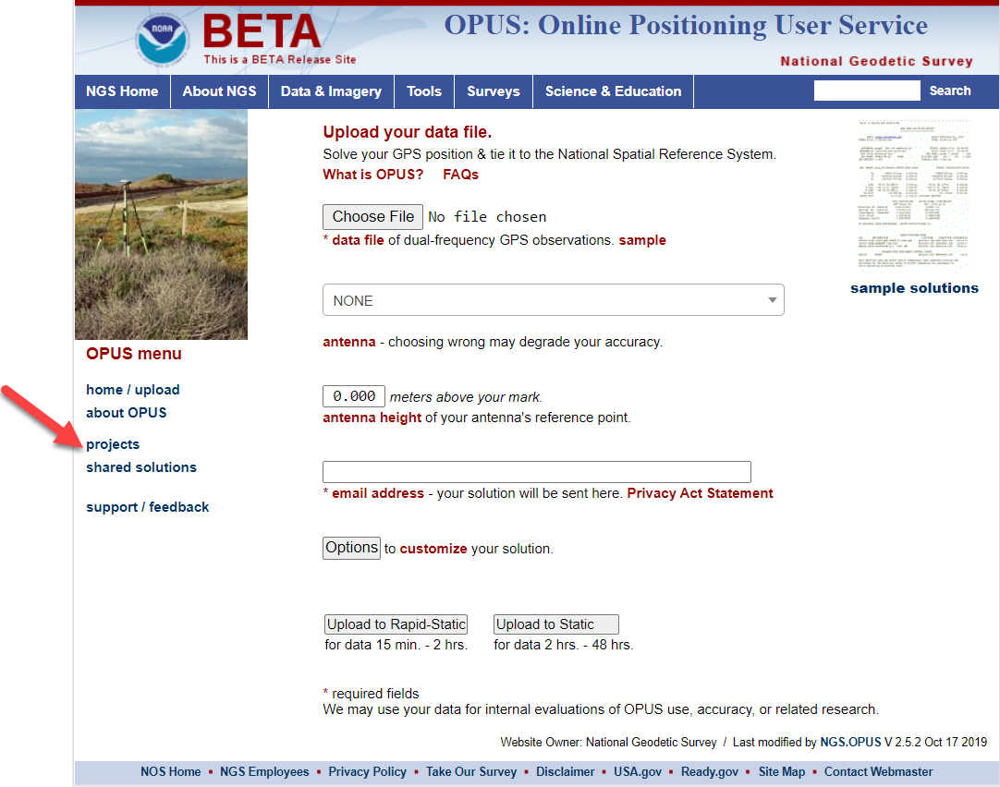 NOAA
BETA
This is a BETA Release Site
OPUS: Online Positioning User Service
National Geodetic Survey
NGS Home About NGS Data & Imagery Tools Surveys Science & Education Search
Upload your data file.
Solve your GPS position & tie it to the National Spatial Reference System.
What is OPUS? FAQs
Choose File No file chosen
* data file of dual-frequency GPS observations. sample
sample solutions
NONE
antenna - choosing wrong may degrade your accuracy.
OPUS menu
home / upload
about OPUS
projects
shared solutions
support / feedback
0.000 meters above your mark.
antenna height of your antenna's reference point.
* email address - your solution will be sent here. Privacy Act Statement
Options to customize your solution.
Upload to Rapid-Static Upload to Static
for data 15 min. - 2 hrs. for data 2 hrs. - 48 hrs.
* required fields
We may use your data for internal evaluations of OPUS use, accuracy, or related research.
Website Owner: National Geodetic Survey / Last modified by NGS.OPUS V 2.5.2 Oct 17 2019
NOS Home ▪ NGS Employees ▪ Privacy Policy ▪ Take Our Survey ▪ Disclaimer ▪ USA.gov ▪ Ready.gov ▪ Site Map ▪ Contact Webmaster